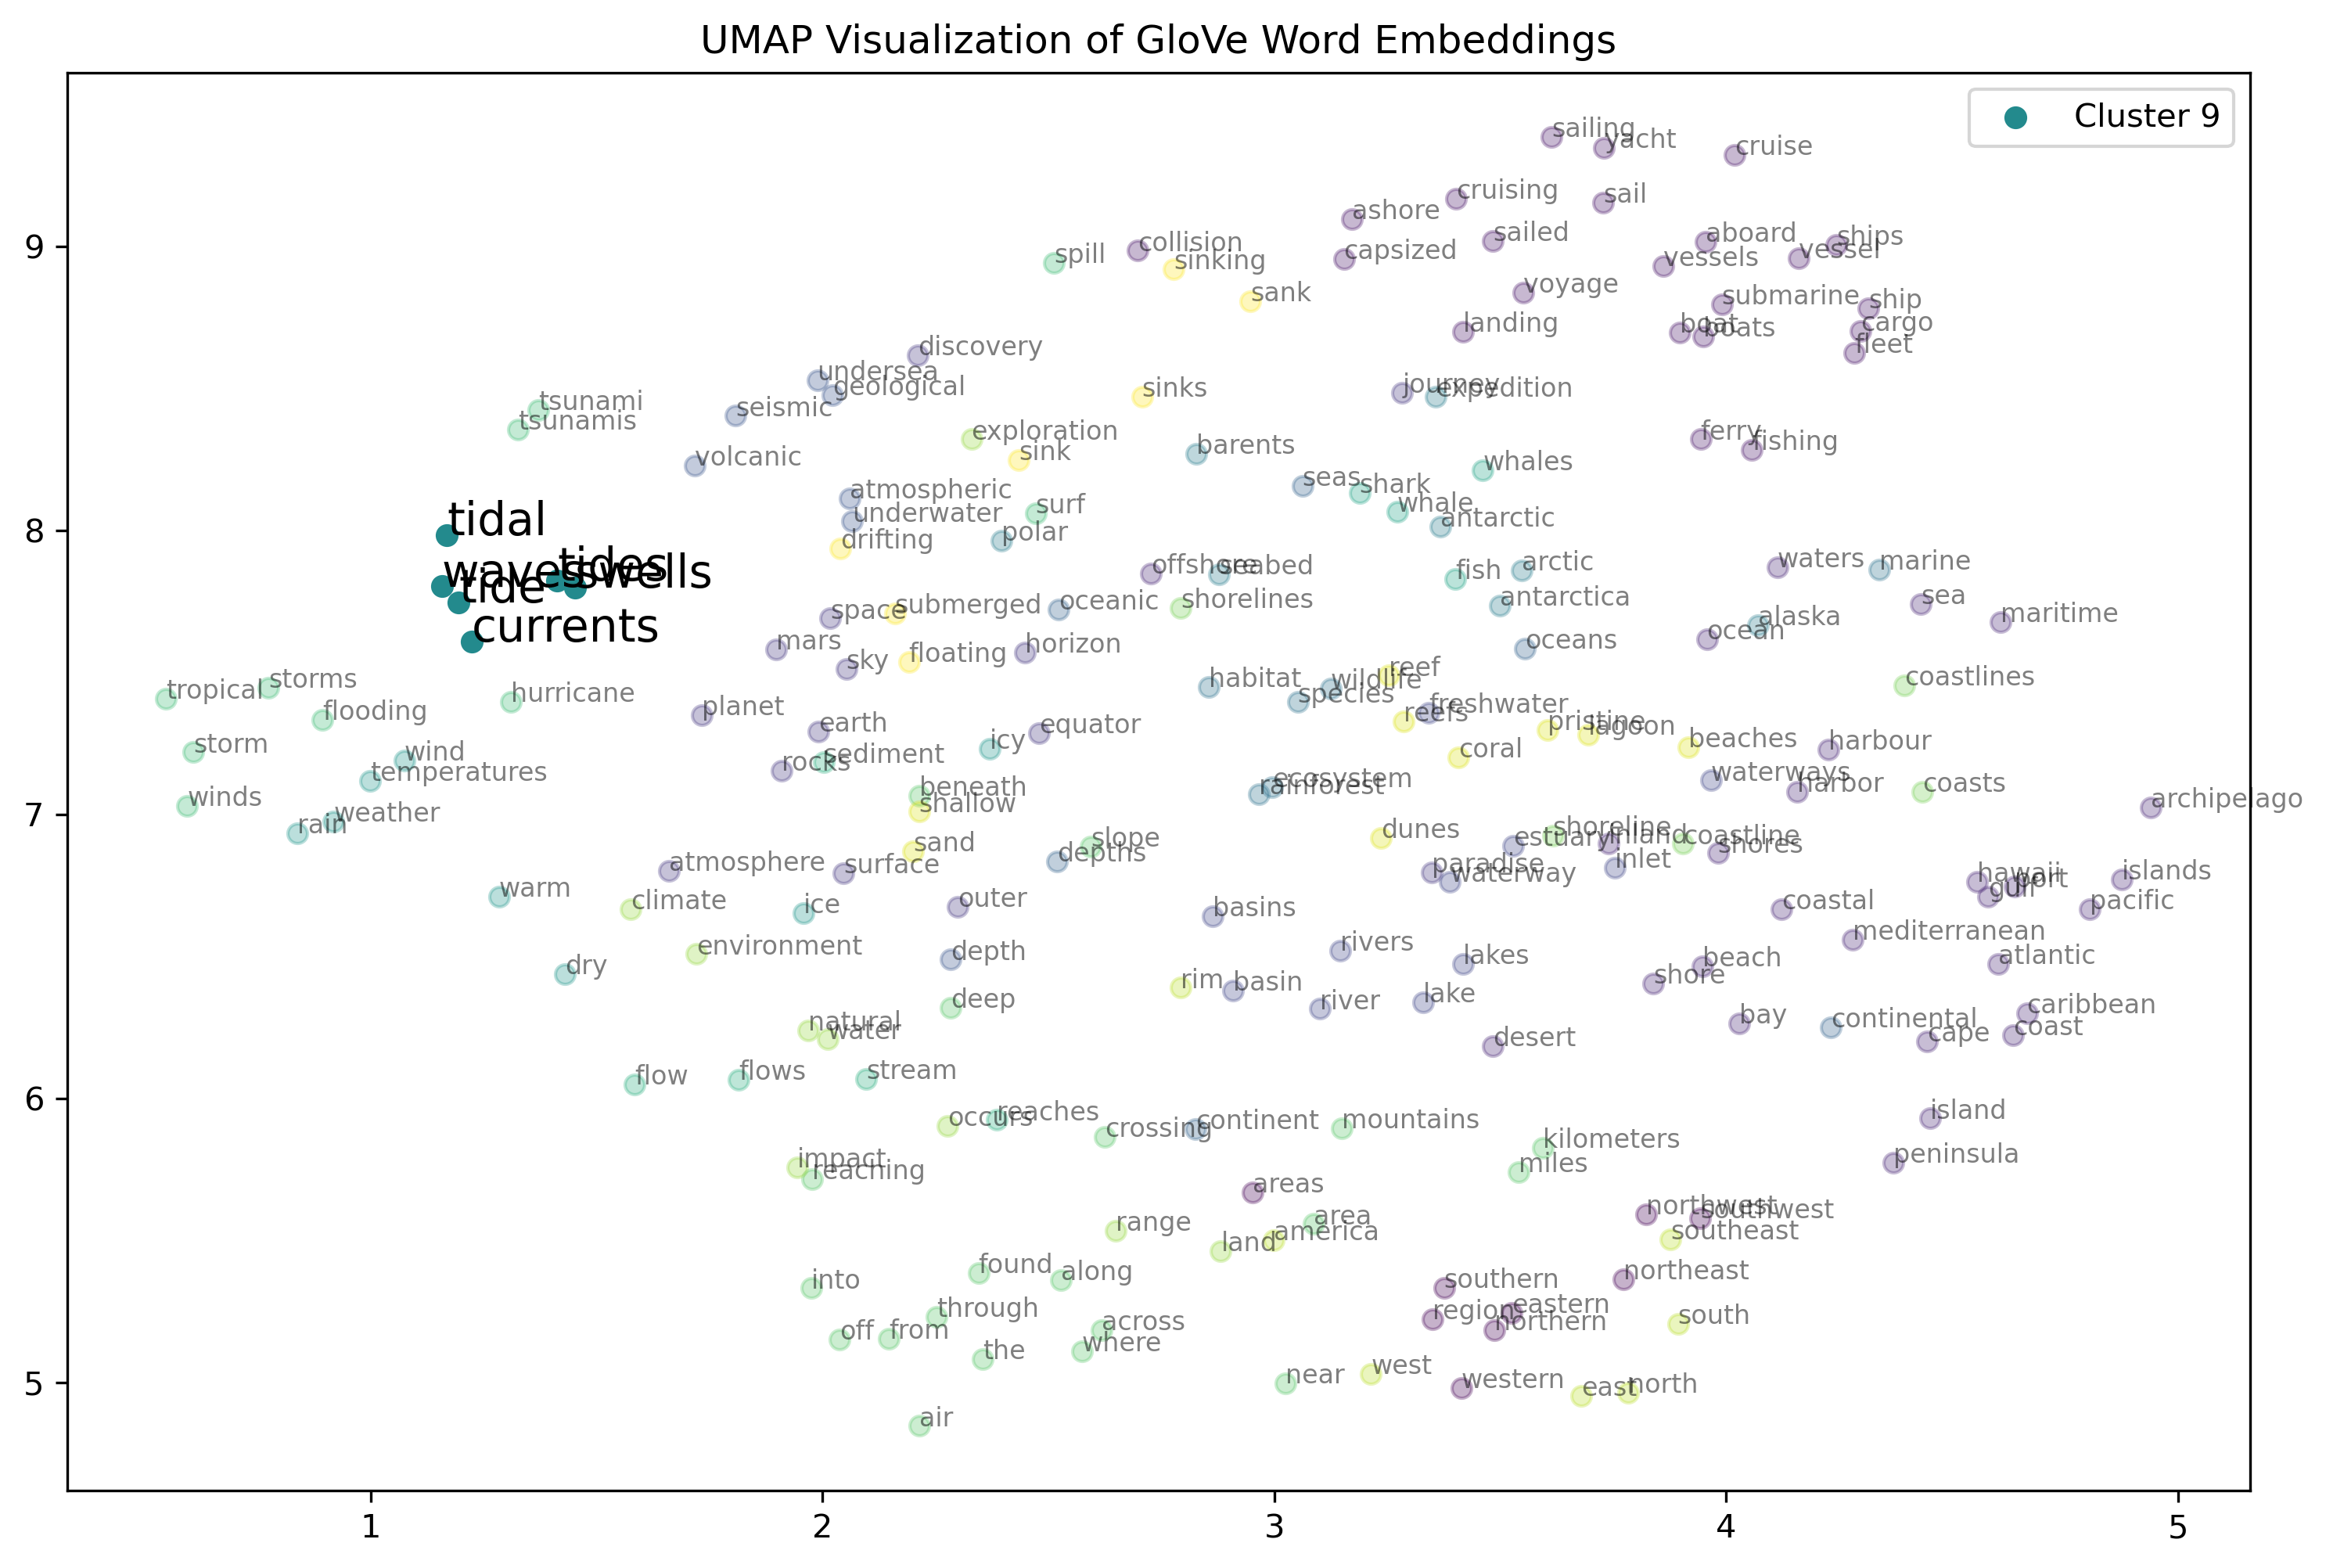 UMAP Visualization of GloVe Word Embeddings
Cluster 9
sailing
yacht
cruise
cruising
sail
ashore
sailed
aboard
ships
collision
capsized
vessel
spill
sinking
vessels
voyage
sank
submarine
ship
landing
boat
boats
cargo
fleet
discovery
undersea
geological
journey
expedition
sinks
tsunami
tsunamis
seismic
exploration
ferry
fishing
sink
barents
volcanic
whales
seas
shark
atmospheric
whale
surf
underwater
antarctic
tidal
polar
drifting
waves
tides
swells
offshore
seabed
fish
arctic
waters
marine
tide
space
submerged
oceanic
shorelines
antarctica
sea
maritime
currents
mars
alaska
ocean
sky
floating
horizon
oceans
reef
coastlines
tropical
storms
hurricane
habitat
wildlife
species
flooding
planet
freshwater
reefs
earth
equator
pristine
lagoon
storm
wind
icy
coral
beaches
harbour
sediment
rocks
temperatures
waterways
harbor
coasts
ecosystem
rainforest
beneath
winds
shallow
archipelago
weather
rain
sand
slope
dunes
shoreline
estuary
inland
coastline
shores
depths
atmosphere
surface
paradise
waterway
inlet
hawaii
port
gulf
islands
warm
climate
ice
outer
basins
coastal
pacific
environment
depth
rivers
lakes
mediterranean
beach
atlantic
dry
shore
rim
basin
deep
river
lake
natural
water
bay
continental
caribbean
coast
cape
desert
flow
flows
stream
occurs
reaches
crossing
continent
mountains
island
kilometers
impact
reaching
miles
peninsula
areas
northwest
southwest
range
area
america
land
southeast
found
along
into
southern
northeast
through
region
eastern
northern
off
from
across
where
the
south
near
west
western
east
north
air
9
8
7
6
5
1
2
3
4
5